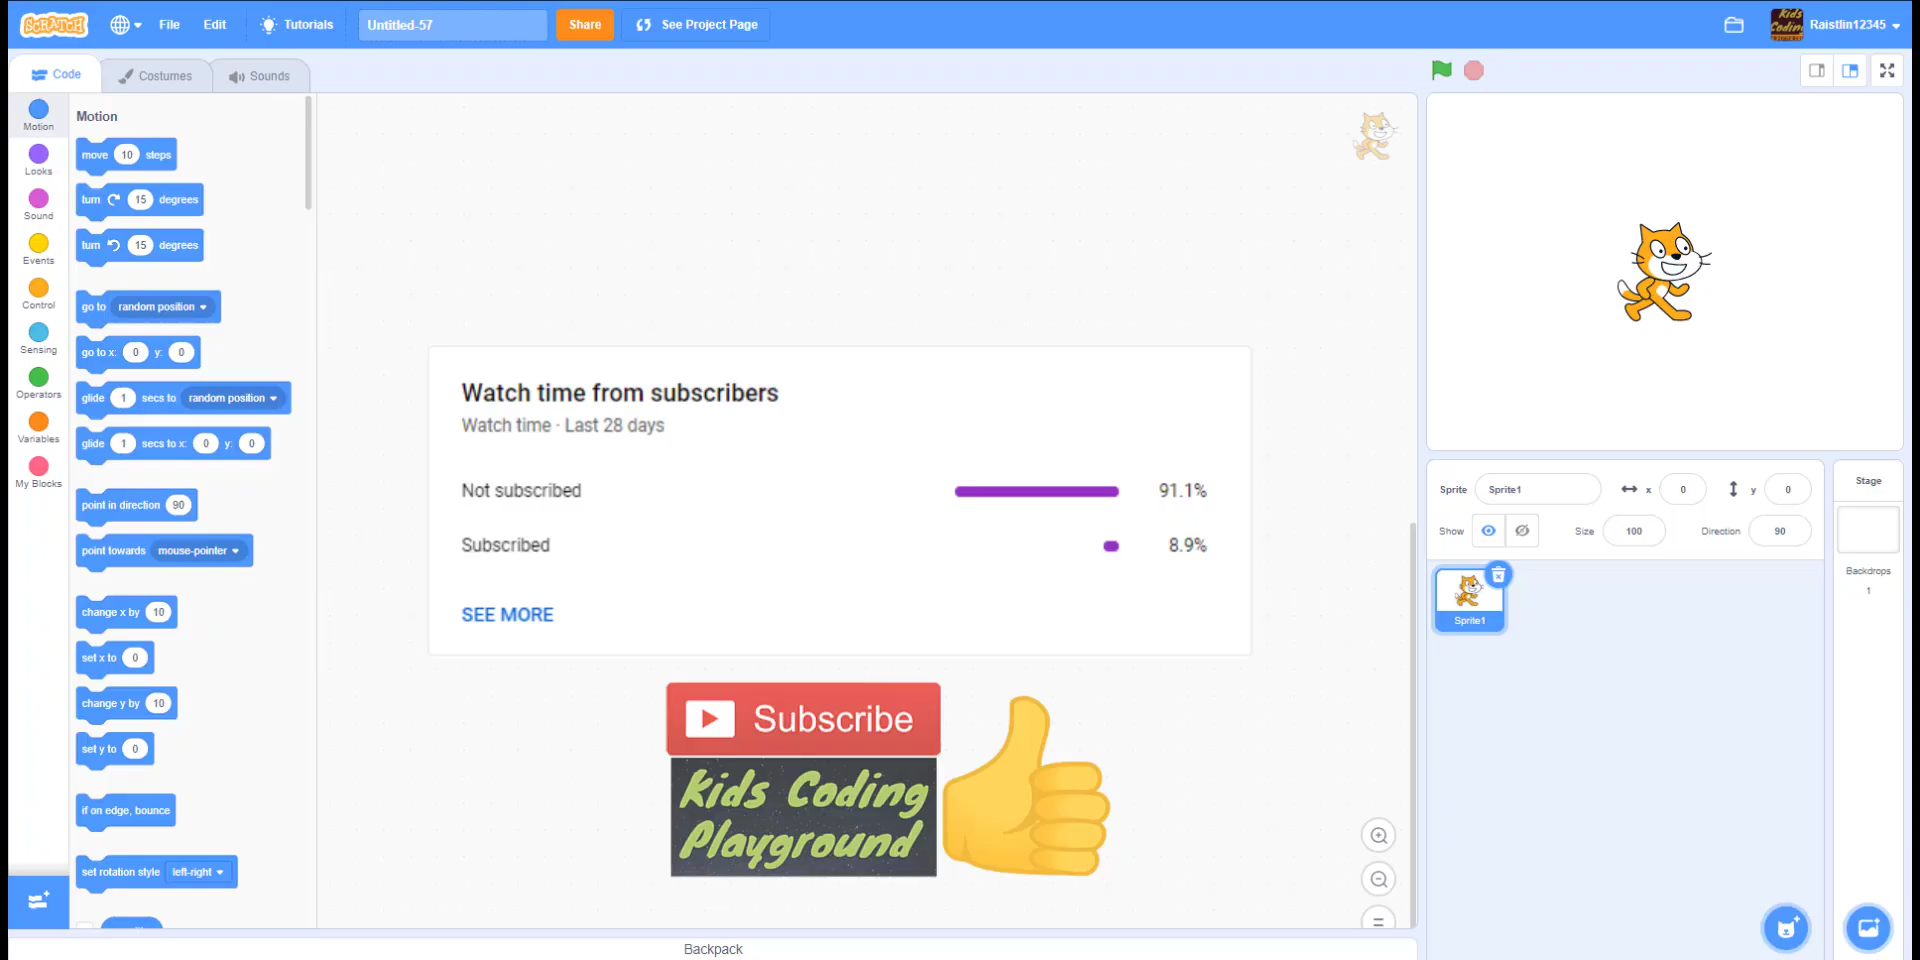 SCRATCH
File
Edit
Tutorials
Untitled-57
Share
See Project Page
Kids
Coding
Raistlin12345
Code
Costumes
Sounds
Motion
Looks
Sound
Events
Control
Sensing
Operators
Variables
My Blocks
Motion
move 10 steps
turn 15 degrees
turn 15 degrees
go to random position
go to x: 0 y: 0
glide 1 secs to random position
glide 1 secs to x: 0 y: 0
point in direction 90
point towards mouse-pointer
change x by 10
set x to 0
change y by 10
set y to 0
if on edge, bounce
set rotation style left-right
Watch time from subscribers
Watch time · Last 28 days
Not subscribed 91.1%
Subscribed 8.9%
SEE MORE
Subscribe
Kids Coding
Playground
Backpack
Sprite Sprite1 x 0 y 0
Show Size 100 Direction 90
Sprite1
Stage
Backdrops
1